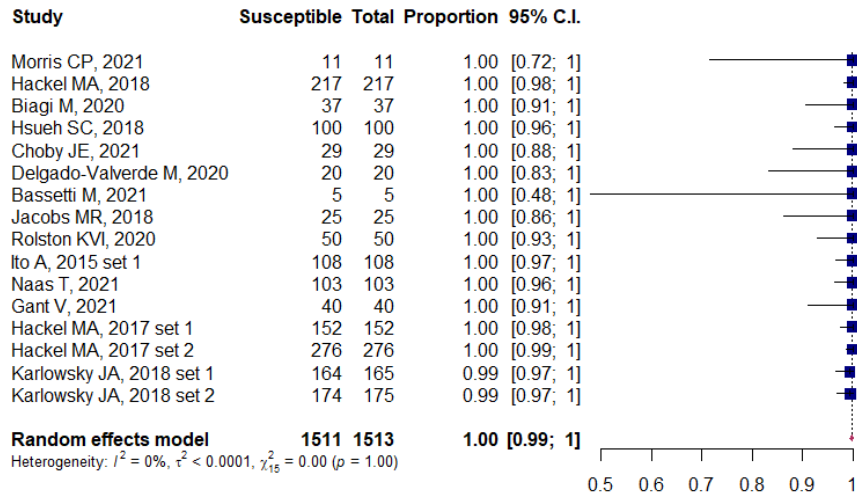 Study Susceptible Total Proportion 95% C.I.
Morris CP, 2021 11 11 1.00 [0.72; 1]
Hackel MA, 2018 217 217 1.00 [0.98; 1]
Biagi M, 2020 37 37 1.00 [0.91; 1]
Hsueh SC, 2018 100 100 1.00 [0.96; 1]
Choby JE, 2021 29 29 1.00 [0.88; 1]
Delgado-Valverde M, 2020 20 20 1.00 [0.83; 1]
Bassetti M, 2021 5 5 1.00 [0.48; 1]
Jacobs MR, 2018 25 25 1.00 [0.86; 1]
Rolston KVI, 2020 50 50 1.00 [0.93; 1]
Ito A, 2015 set 1 108 108 1.00 [0.97; 1]
Naas T, 2021 103 103 1.00 [0.96; 1]
Gant V, 2021 40 40 1.00 [0.91; 1]
Hackel MA, 2017 set 1 152 152 1.00 [0.98; 1]
Hackel MA, 2017 set 2 276 276 1.00 [0.99; 1]
Karlowsky JA, 2018 set 1 164 165 0.99 [0.97; 1]
Karlowsky JA, 2018 set 2 174 175 0.99 [0.97; 1]
Random effects model 1511 1513 1.00 [0.99; 1]
Heterogeneity: I² = 0%, τ² < 0.0001, χ²₁₅ = 0.00 (p = 1.00)
0.5 0.6 0.7 0.8 0.9 1